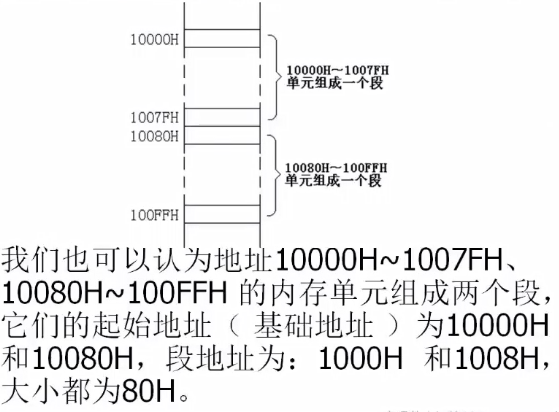 10000H
10000H～1007FH
单元组成一个段
1007FH
10080H
10080H～100FFH
单元组成一个段
100FFH
我们也可以认为地址10000H~1007FH、
10080H~100FFH 的内存单元组成两个段，
它们的起始地址（ 基础地址 ）为10000H
和10080H，段地址为：1000H 和1008H，
大小都为80H。